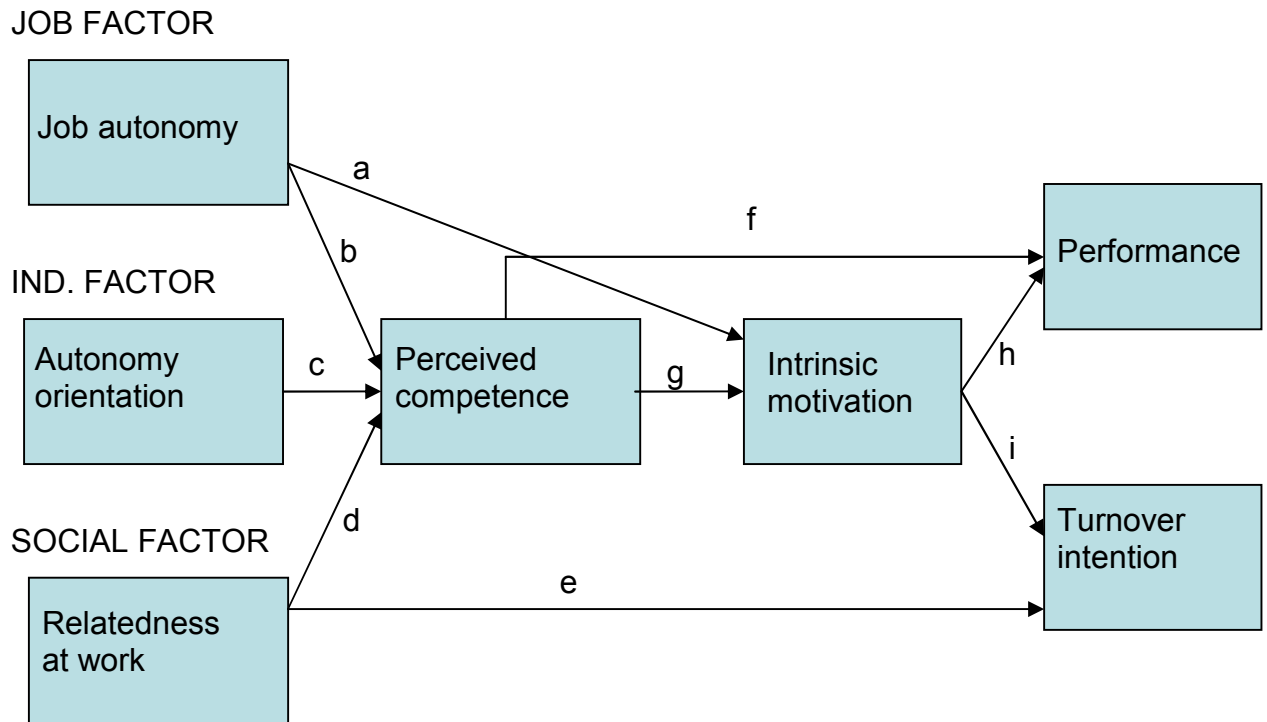 JOB FACTOR
Job autonomy
a
b
f
Performance
IND. FACTOR
Autonomy
orientation
c
Perceived
competence
g
Intrinsic
motivation
h
i
d
SOCIAL FACTOR
Relatedness
at work
e
Turnover
intention